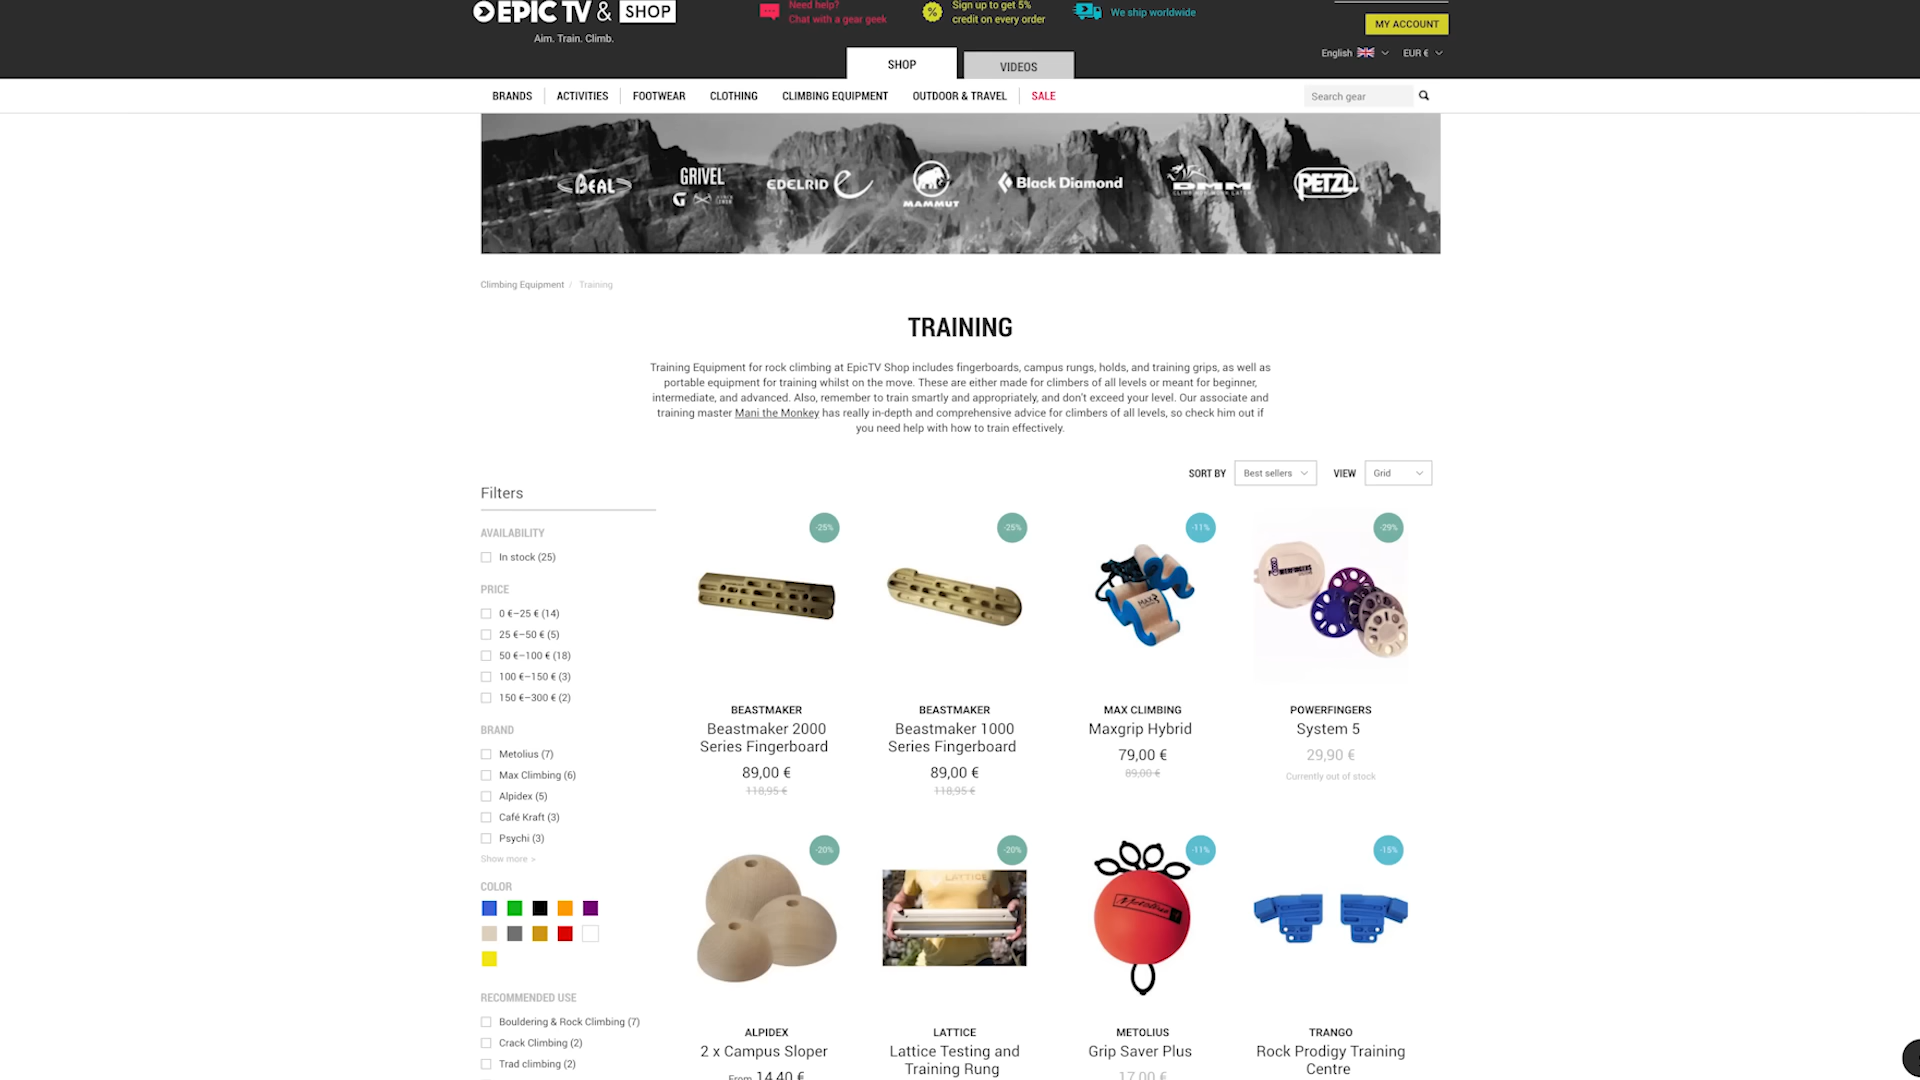 EPIC TV & SHOP
Aim. Train. Climb.
Need help?
Chat with a gear geek
%
Sign up to get 5%
credit on every order
We ship worldwide
MY ACCOUNT
English
EUR €
SHOP
VIDEOS
BRANDS
ACTIVITIES
FOOTWEAR
CLOTHING
CLIMBING EQUIPMENT
OUTDOOR & TRAVEL
SALE
Search gear
BEAL
GRIVEL
EDELRID
MAMMUT
Black Diamond
DMM
PETZL
Climbing Equipment / Training
TRAINING
Training Equipment for rock climbing at EpicTV Shop includes fingerboards, campus rungs, holds, and training grips, as well as
portable equipment for training whilst on the move. These are either made for climbers of all levels or meant for beginner,
intermediate, and advanced. Also, remember to train smartly and appropriately, and don't exceed your level. Our associate and
training master Mani the Monkey has really in-depth and comprehensive advice for climbers of all levels, so check him out if
you need help with how to train effectively.
SORT BY
Best sellers
VIEW
Grid
Filters
AVAILABILITY
In stock (25)
PRICE
0 €–25 € (14)
25 €–50 € (5)
50 €–100 € (18)
100 €–150 € (3)
150 €–300 € (2)
BRAND
Metolius (7)
Max Climbing (6)
Alpidex (5)
Café Kraft (3)
Psychi (3)
Show more »
COLOR
RECOMMENDED USE
Bouldering & Rock Climbing (7)
Crack Climbing (2)
Trad climbing (2)
-25%
BEASTMAKER
Beastmaker 2000
Series Fingerboard
89,00 €
118,95 €
-25%
BEASTMAKER
Beastmaker 1000
Series Fingerboard
89,00 €
118,95 €
-11%
MAX
MAX CLIMBING
Maxgrip Hybrid
79,00 €
89,00 €
-29%
POWERFINGERS
POWERFINGERS
System 5
29,90 €
Currently out of stock
-20%
ALPIDEX
2 x Campus Sloper
From 14,40 €
-20%
LATTICE
LATTICE
Lattice Testing and
Training Rung
-11%
Metolius
METOLIUS
Grip Saver Plus
17,00 €
-15%
TRANGO
Rock Prodigy Training
Centre